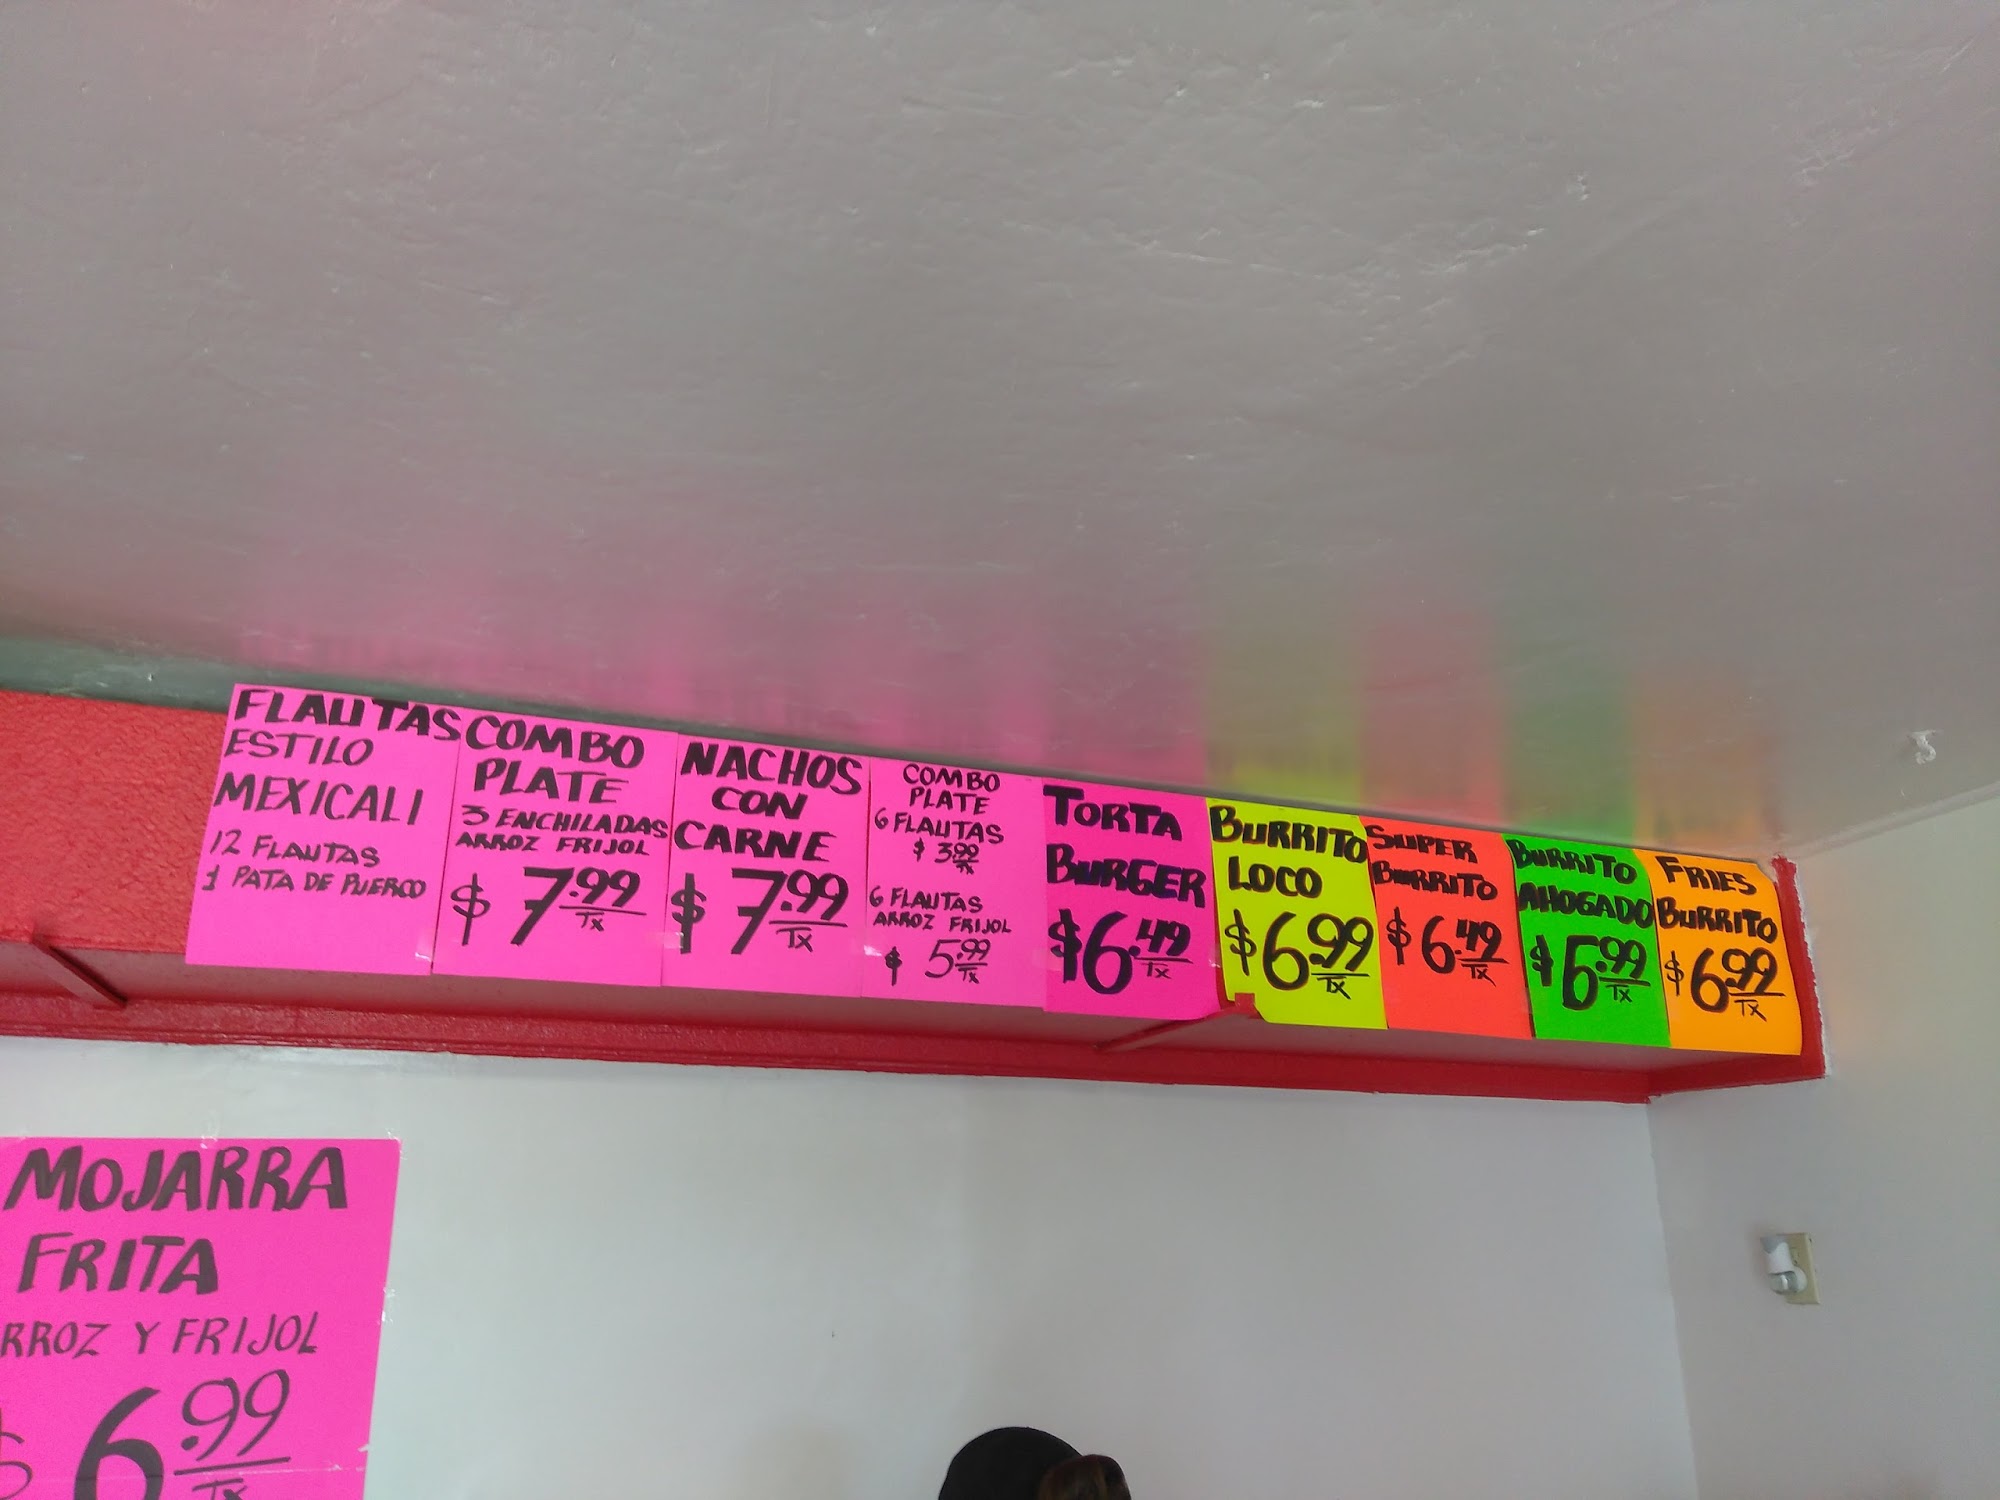 FLAUTAS
ESTILO
MEXICALI
12 FLAUTAS
1 PATA DE PUERCO
COMBO
PLATE
3 ENCHILADAS
ARROZ FRIJOL
$ 7.99
TX
NACHOS
CON
CARNE
$ 7.99
TX
COMBO
PLATE
6 FLAUTAS
$ 3.99
TX
6 FLAUTAS
ARROZ FRIJOL
$ 5.99
TX
TORTA
BURGER
$6.49
TX
BURRITO
LOCO
$6.99
TX
SUPER
BURRITO
$6.49
TX
BURRITO
AHOGADO
TX
FRIES
BURRITO
$6.99
TX
MOJARRA
FRITA
RROZ Y FRIJOL
$ 6.99
TX